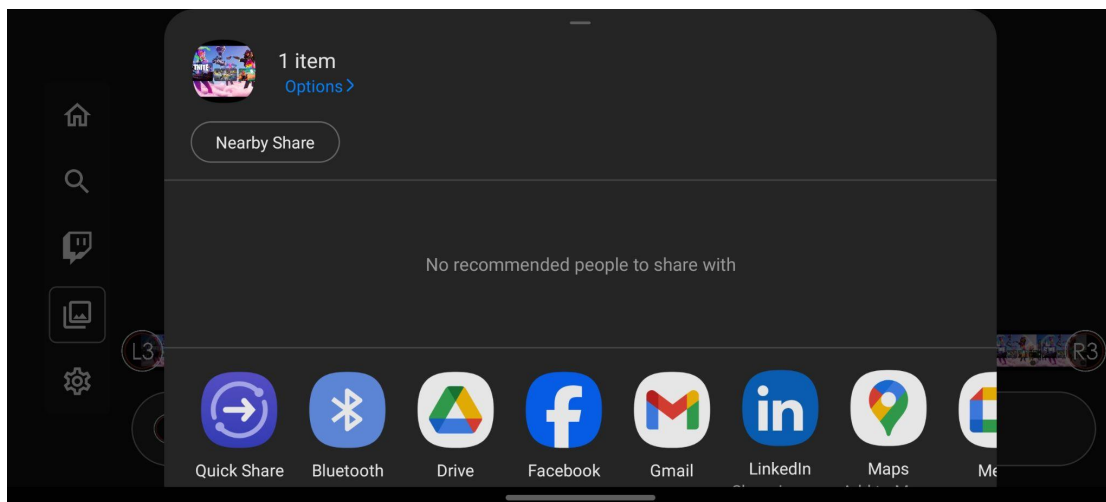 1 item
Options >
Nearby Share
No recommended people to share with
L3
R3
Quick Share
Bluetooth
Drive
Facebook
Gmail
LinkedIn
Maps